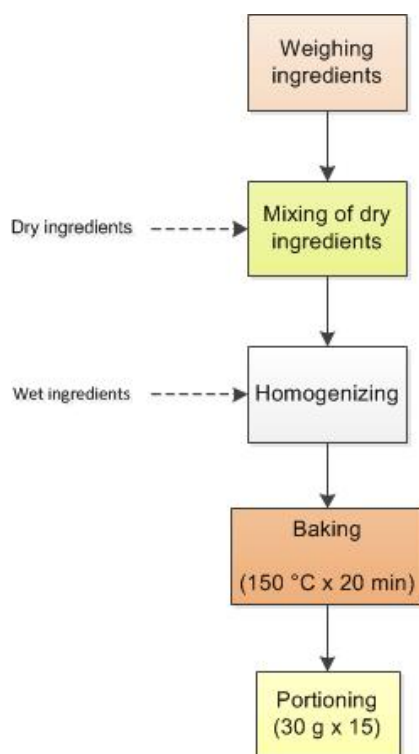 Weighing
ingredients
Dry ingredients
Mixing of dry
ingredients
Wet ingredients
Homogenizing
Baking
(150 °C x 20 min)
Portioning
(30 g x 15)